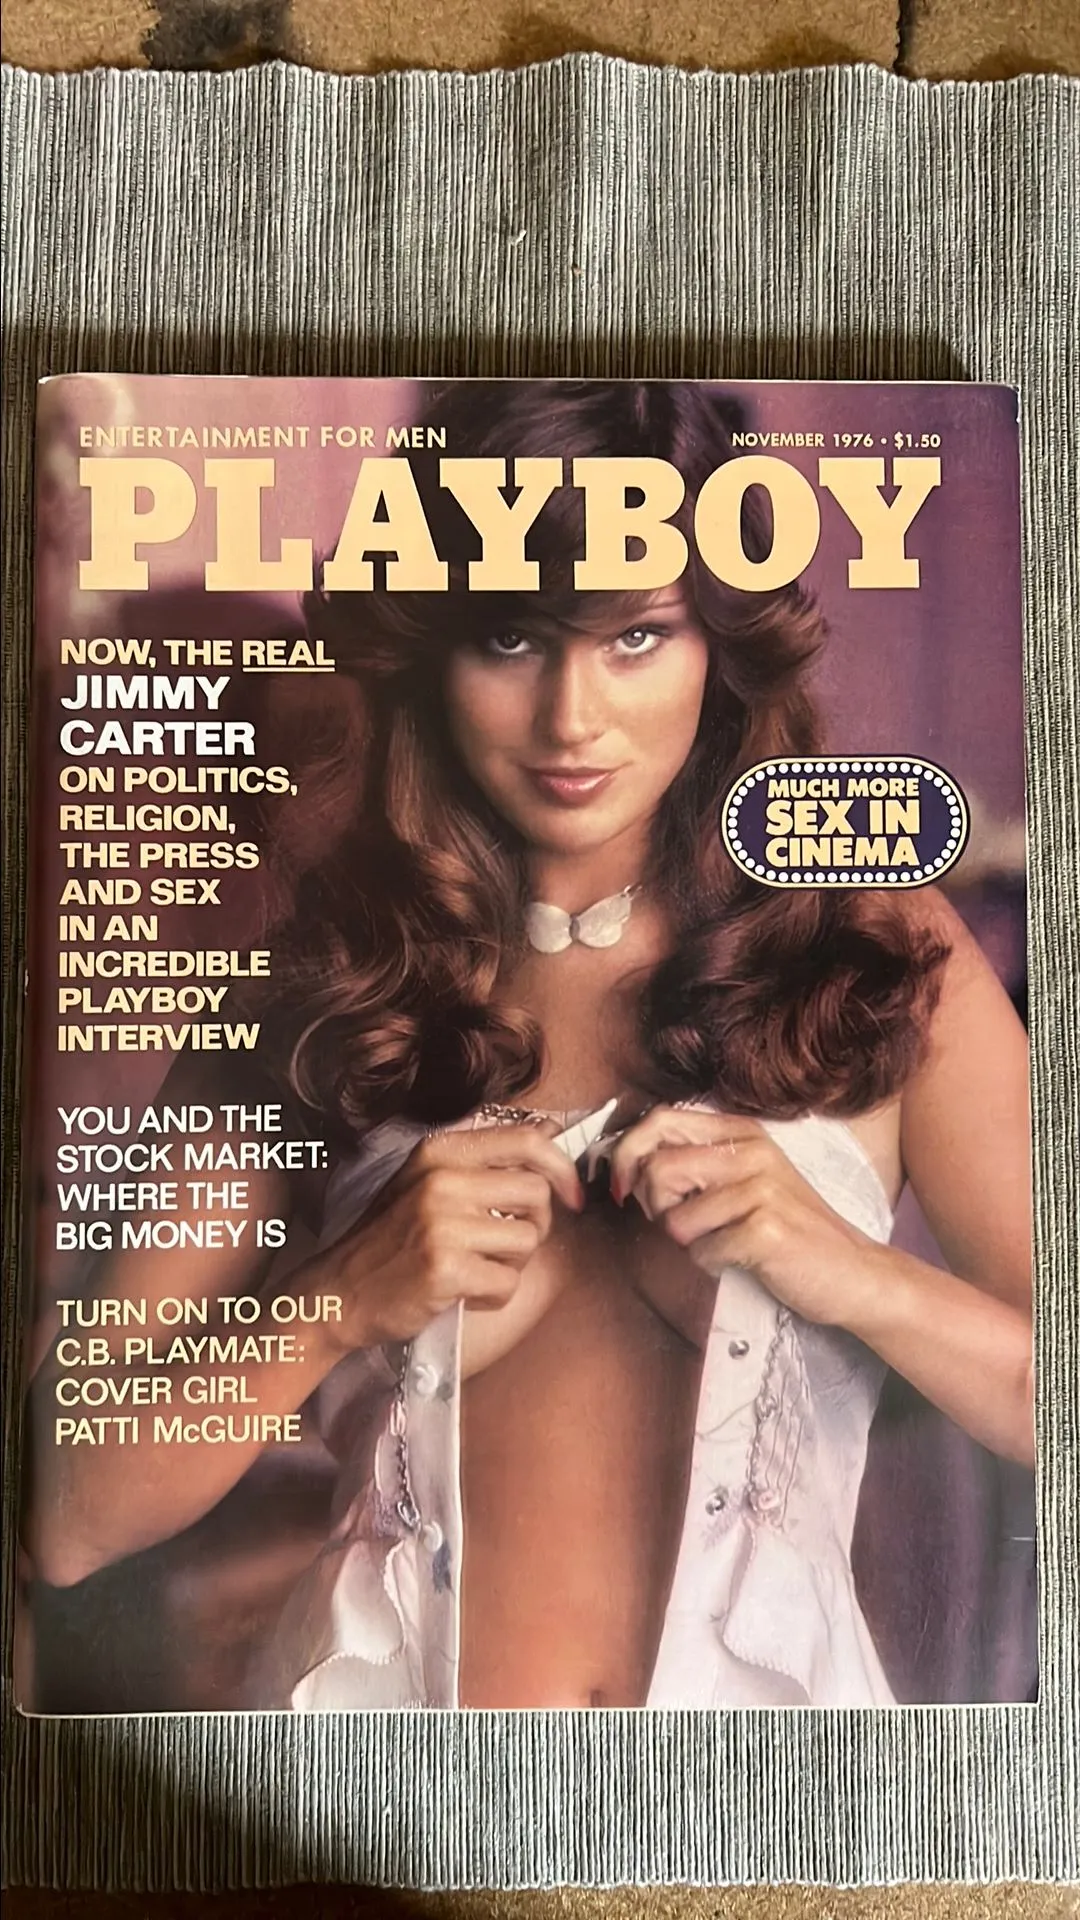 ENTERTAINMENT FOR MEN
NOVEMBER 1976 • $1.50
PLAYBOY
NOW, THE REAL
JIMMY
CARTER
ON POLITICS,
RELIGION,
THE PRESS
AND SEX
IN AN
INCREDIBLE
PLAYBOY
INTERVIEW
MUCH MORE
SEX IN
CINEMA
YOU AND THE
STOCK MARKET:
WHERE THE
BIG MONEY IS
TURN ON TO OUR
C.B. PLAYMATE:
COVER GIRL
PATTI McGUIRE